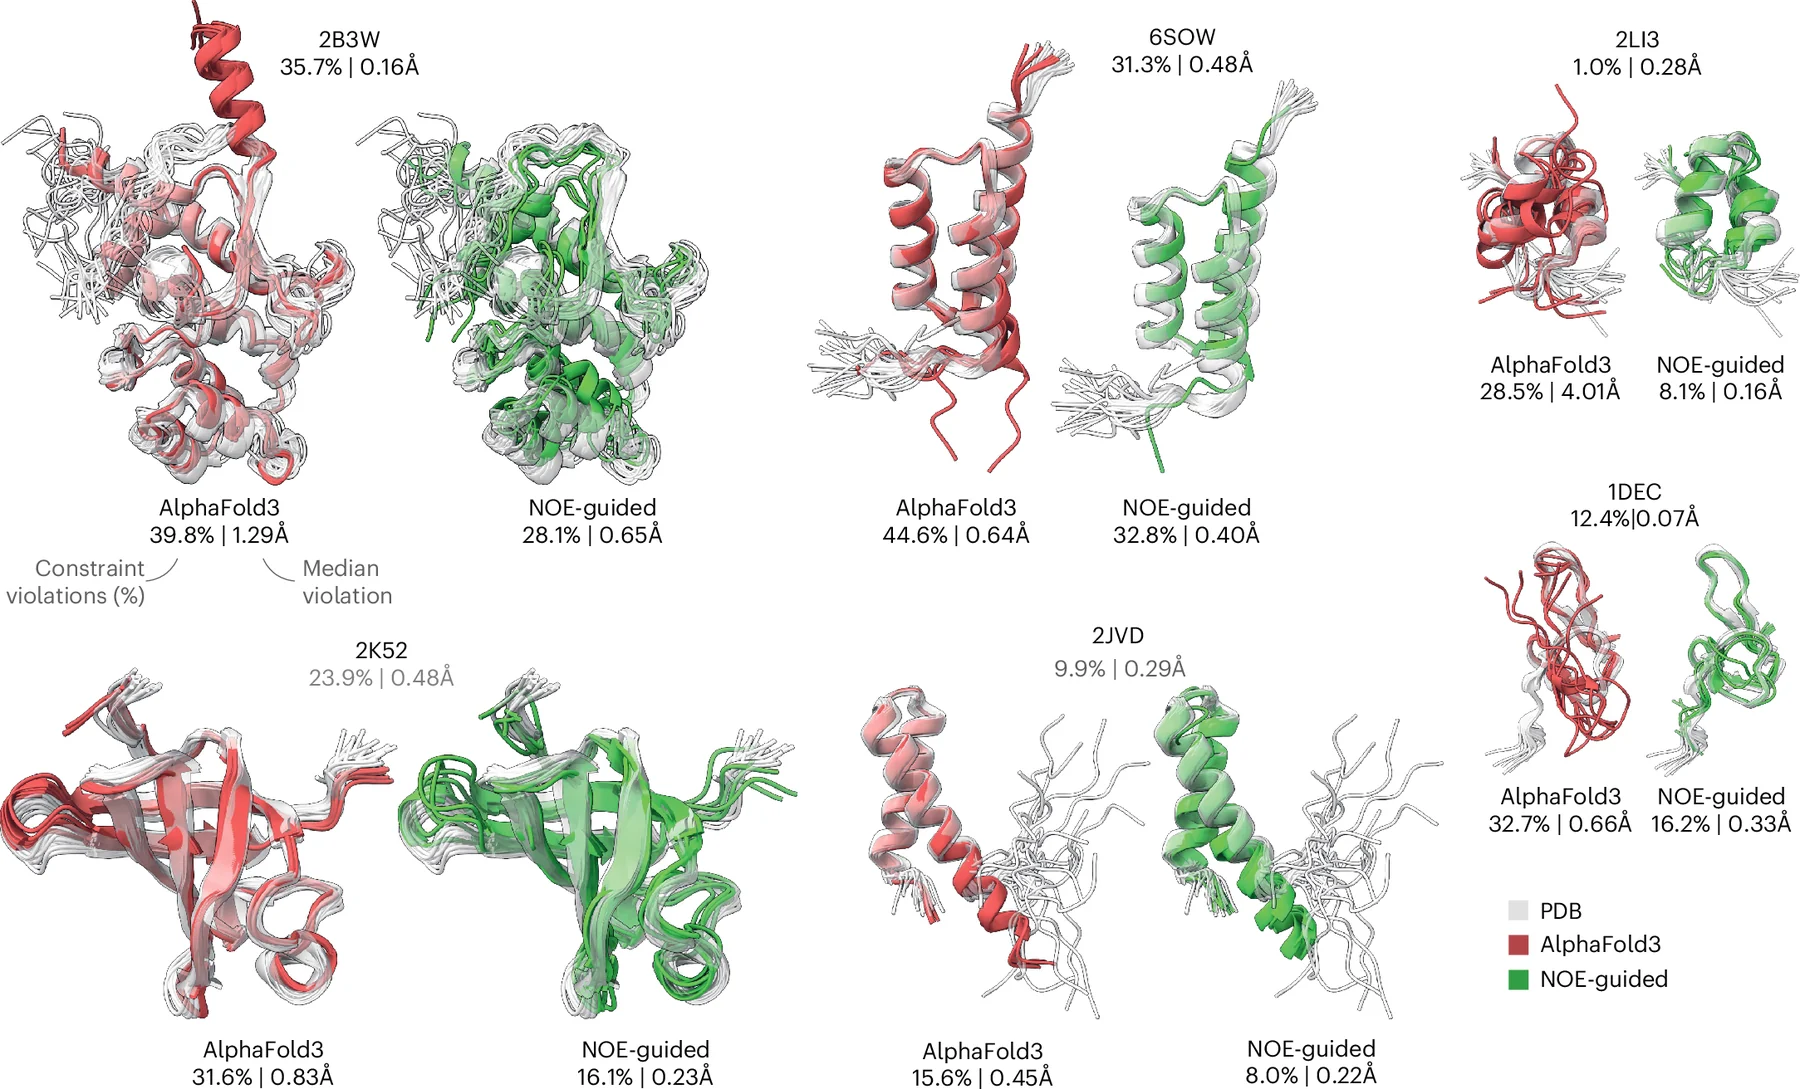 2B3W
35.7% | 0.16Å
AlphaFold3
39.8% | 1.29Å
NOE-guided
28.1% | 0.65Å
Constraint
violations (%)
Median
violation
6SOW
31.3% | 0.48Å
AlphaFold3
44.6% | 0.64Å
NOE-guided
32.8% | 0.40Å
2LI3
1.0% | 0.28Å
AlphaFold3
28.5% | 4.01Å
NOE-guided
8.1% | 0.16Å
2K52
23.9% | 0.48Å
AlphaFold3
31.6% | 0.83Å
NOE-guided
16.1% | 0.23Å
2JVD
9.9% | 0.29Å
AlphaFold3
15.6% | 0.45Å
NOE-guided
8.0% | 0.22Å
1DEC
12.4%|0.07Å
AlphaFold3
32.7% | 0.66Å
NOE-guided
16.2% | 0.33Å
PDB
AlphaFold3
NOE-guided